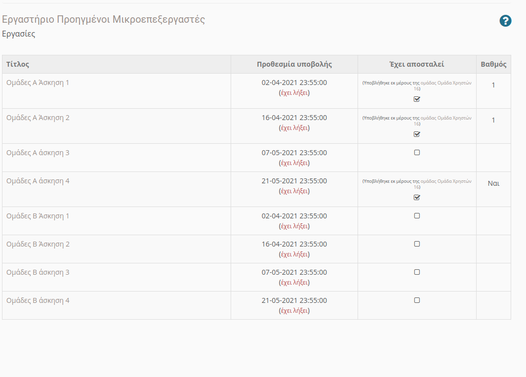 Εργαστήριο Προηγμένοι Μικροεπεξεργαστές
?
Εργασίες
Τίτλος Προθεσμία υποβολής Έχει αποσταλεί Βαθμός
Ομάδες Α Άσκηση 1 02-04-2021 23:55:00 (Υποβλήθηκε εκ μέρους της ομάδας Ομάδα Χρηστών 1
(έχει λήξει)
Ομάδες Α Άσκηση 2 16-04-2021 23:55:00 (Υποβλήθηκε εκ μέρους της ομάδας Ομάδα Χρηστών 1
(έχει λήξει)
Ομάδες Α άσκηση 3 07-05-2021 23:55:00
(έχει λήξει)
Ομάδες Α άσκηση 4 21-05-2021 23:55:00 (Υποβλήθηκε εκ μέρους της ομάδας Ομάδα Χρηστών Ναι
(έχει λήξει)
Ομάδες Β Άσκηση 1 02-04-2021 23:55:00
(έχει λήξει)
Ομάδες Β Άσκηση 2 16-04-2021 23:55:00
(έχει λήξει)
Ομάδες Β άσκηση 3 07-05-2021 23:55:00
(έχει λήξει)
Ομάδες Β άσκηση 4 21-05-2021 23:55:00
(έχει λήξει)